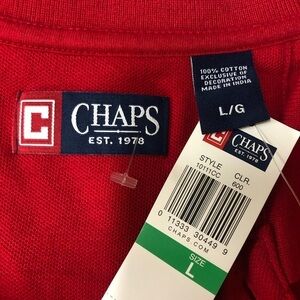 C
CHAPS
EST. 1978
100% COTTON
EXCLUSIVE OF
DECORATION
MADE IN INDIA
L/G
C CHAPS
EST. 1978
STYLE CLR.
10111CC 600
0 11333 30449 9
CHAPS.COM
SIZE
L